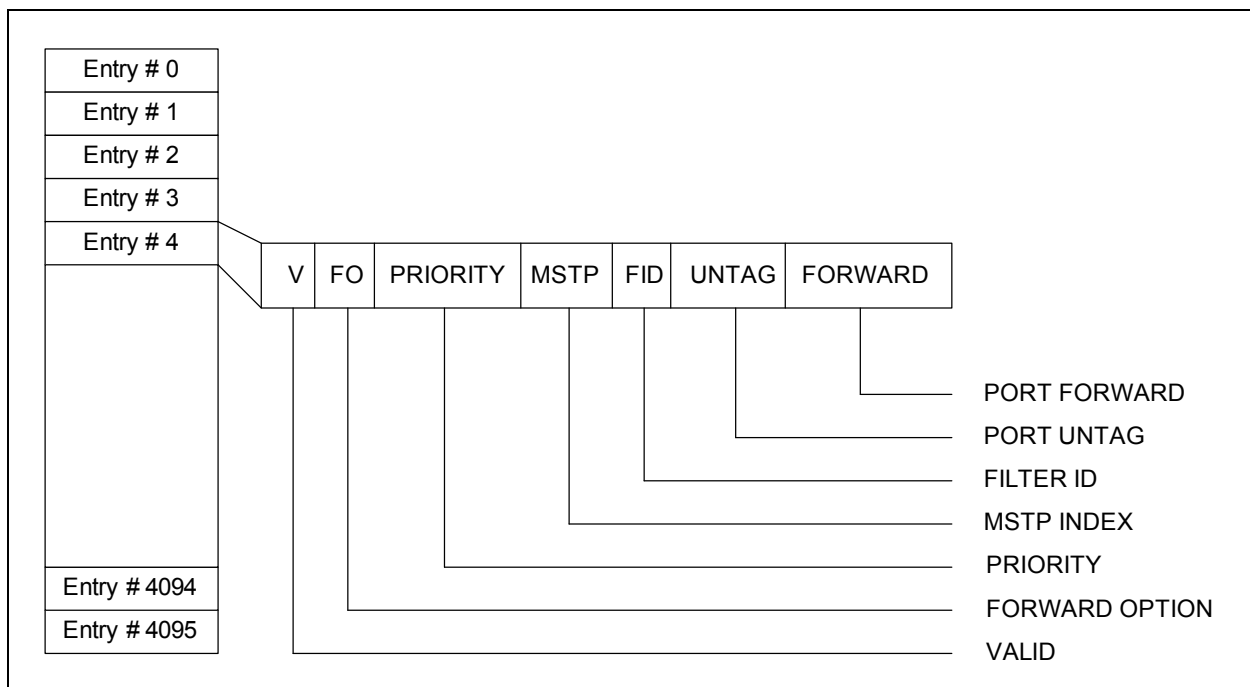 Entry # 0
Entry # 1
Entry # 2
Entry # 3
Entry # 4
V FO PRIORITY MSTP FID UNTAG FORWARD
PORT FORWARD
PORT UNTAG
FILTER ID
MSTP INDEX
PRIORITY
FORWARD OPTION
VALID
Entry # 4094
Entry # 4095